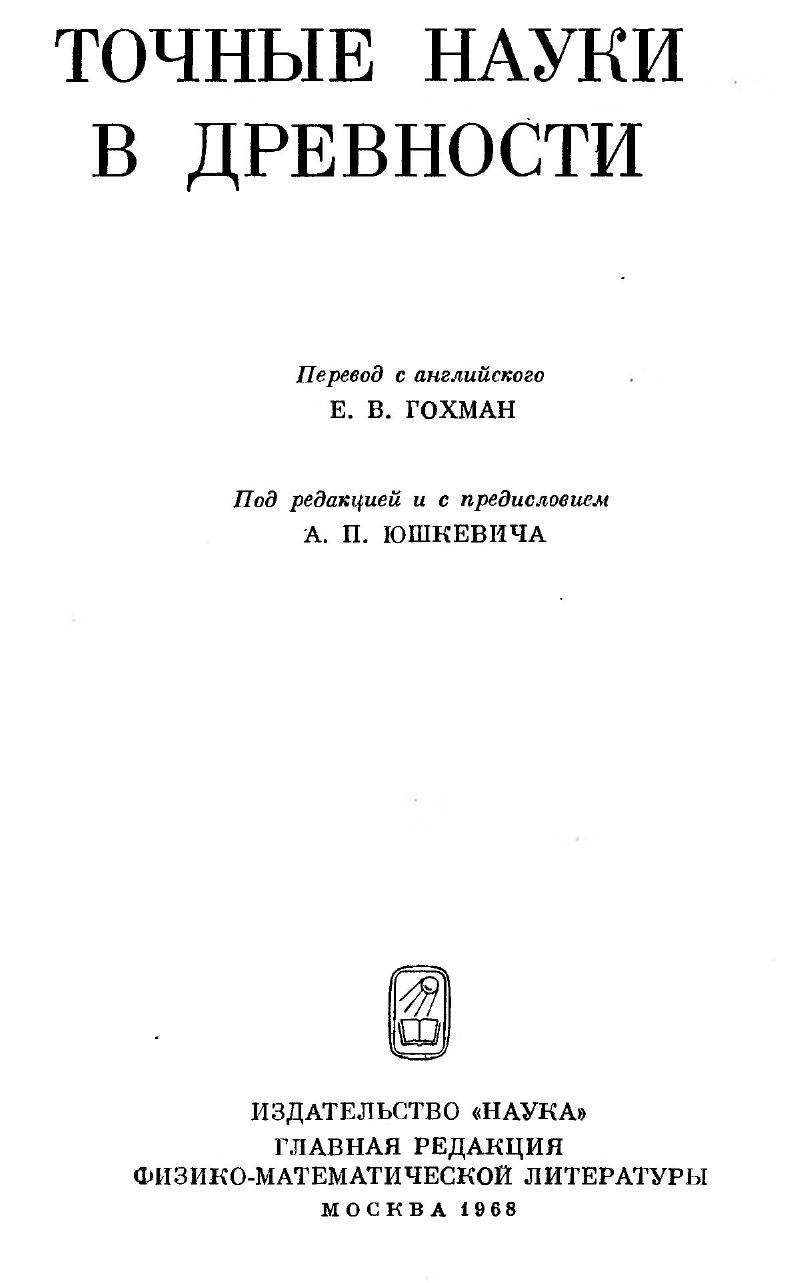 ТОЧНЫЕ НАУКИ
В ДРЕВНОСТИ
Перевод с английского
Е. В. ГОХМАН
Под редакцией и с предисловием
А. П. ЮШКЕВИЧА
ИЗДАТЕЛЬСТВО «НАУКА»
ГЛАВНАЯ РЕДАКЦИЯ
ФИЗИКО-МАТЕМАТИЧЕСКОЙ ЛИТЕРАТУРЫ
МОСКВА 1968